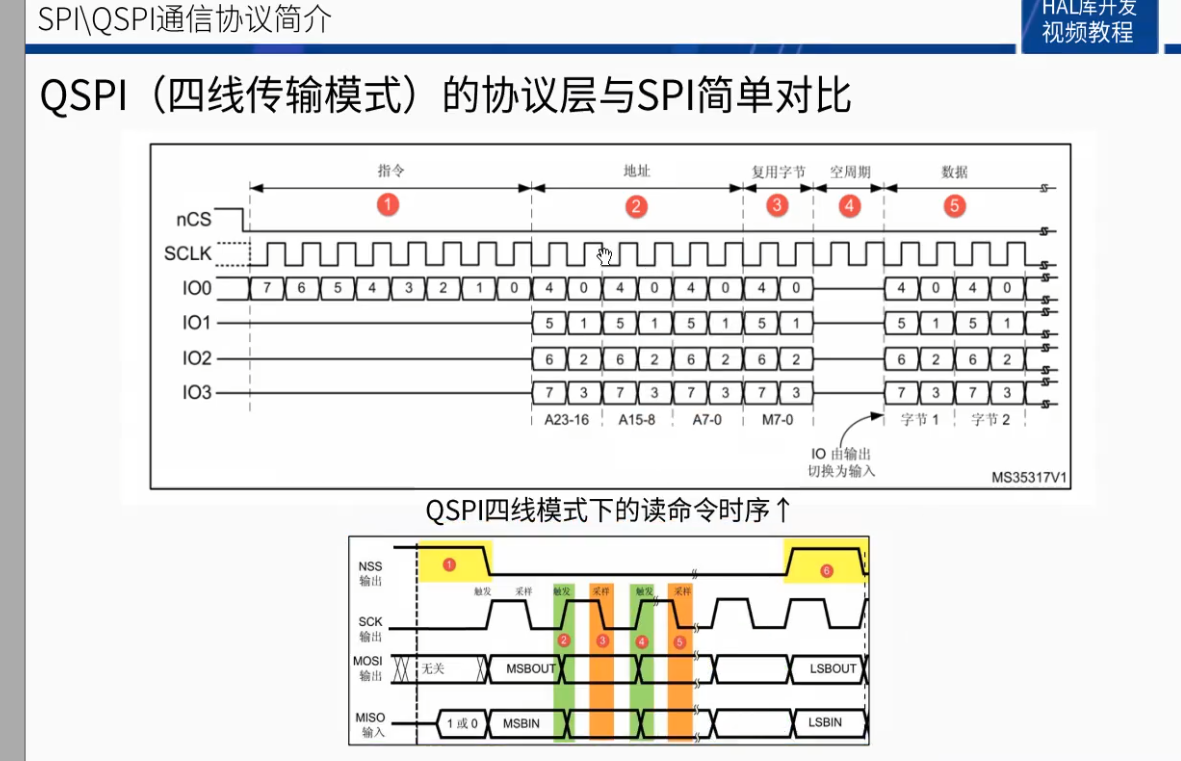 SPI\QSPI通信协议简介
HAL库开发
视频教程
QSPI（四线传输模式）的协议层与SPI简单对比
指令 地址 复用字节 空周期 数据
1 2 3 4 5
nCS
SCLK
IO0 7 6 5 4 3 2 1 0 4 0 4 0 4 0 4 0 4 0 4 0
IO1 5 1 5 1 5 1 5 1 5 1 5 1
IO2 6 2 6 2 6 2 6 2 6 2 6 2
IO3 7 3 7 3 7 3 7 3 7 3 7 3
A23-16 A15-8 A7-0 M7-0 字节 1 字节 2
IO 由输出
切换为输入
MS35317V1
QSPI四线模式下的读命令时序↑
NSS
输出
1 6
触发 采样 触发 采样 触发 采样
SCK
输出
2 3 4 5
MOSI
输出
无关 MSBOUT LSBOUT
MISO
输入
1 或 0 MSBIN LSBIN